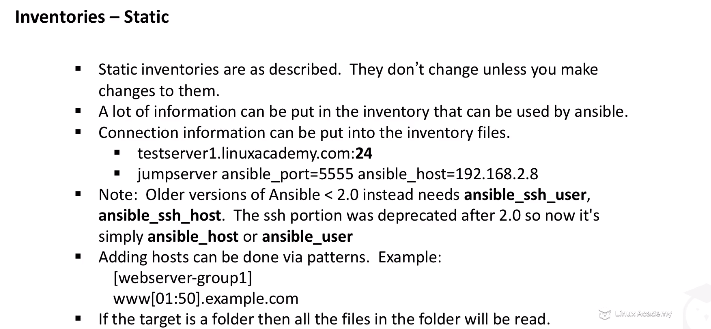 Inventories – Static
▪ Static inventories are as described. They don't change unless you make
changes to them.
▪ A lot of information can be put in the inventory that can be used by ansible.
▪ Connection information can be put into the inventory files.
▪ testserver1.linuxacademy.com:24
▪ jumpserver ansible_port=5555 ansible_host=192.168.2.8
▪ Note: Older versions of Ansible < 2.0 instead needs ansible_ssh_user,
ansible_ssh_host. The ssh portion was deprecated after 2.0 so now it's
simply ansible_host or ansible_user
▪ Adding hosts can be done via patterns. Example:
[webserver-group1]
www[01:50].example.com
▪ If the target is a folder then all the files in the folder will be read.
Linux Academy